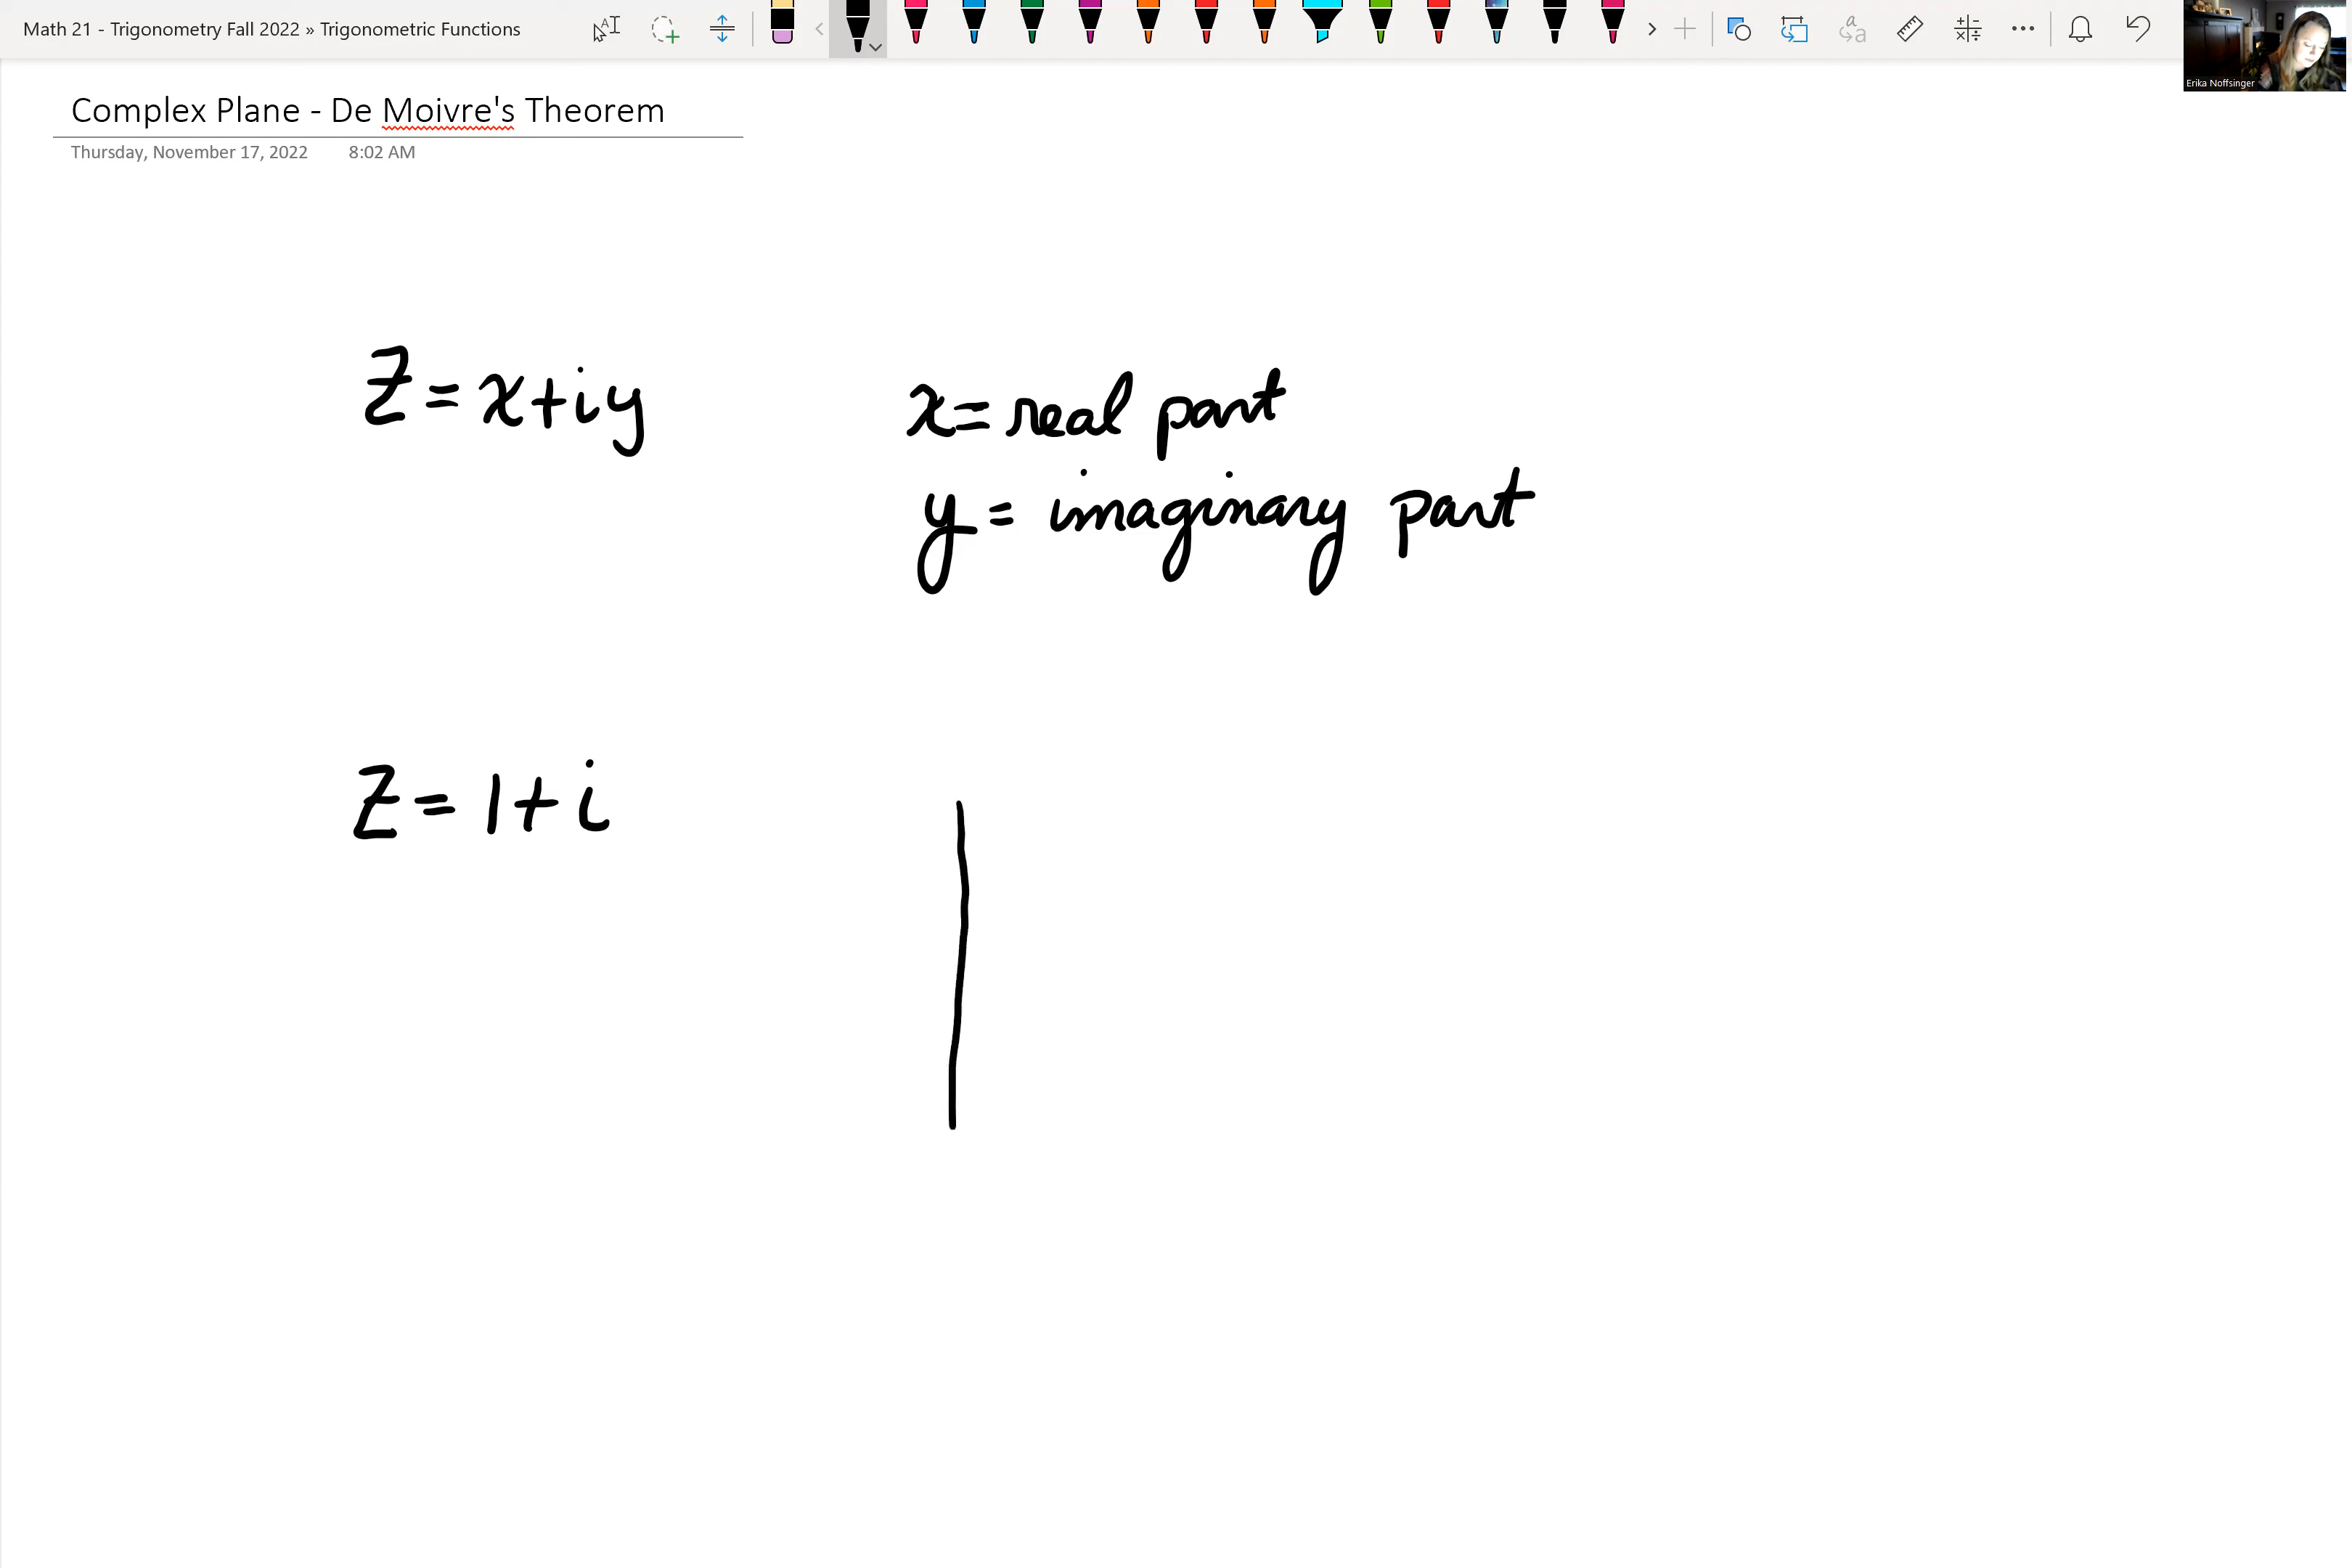 Math 21 - Trigonometry Fall 2022 » Trigonometric Functions
Erika Noffsinger
Complex Plane - De Moivre's Theorem
Thursday, November 17, 2022 8:02 AM
Z = x + iy
x = real part
y = imaginary part
Z = 1 + i